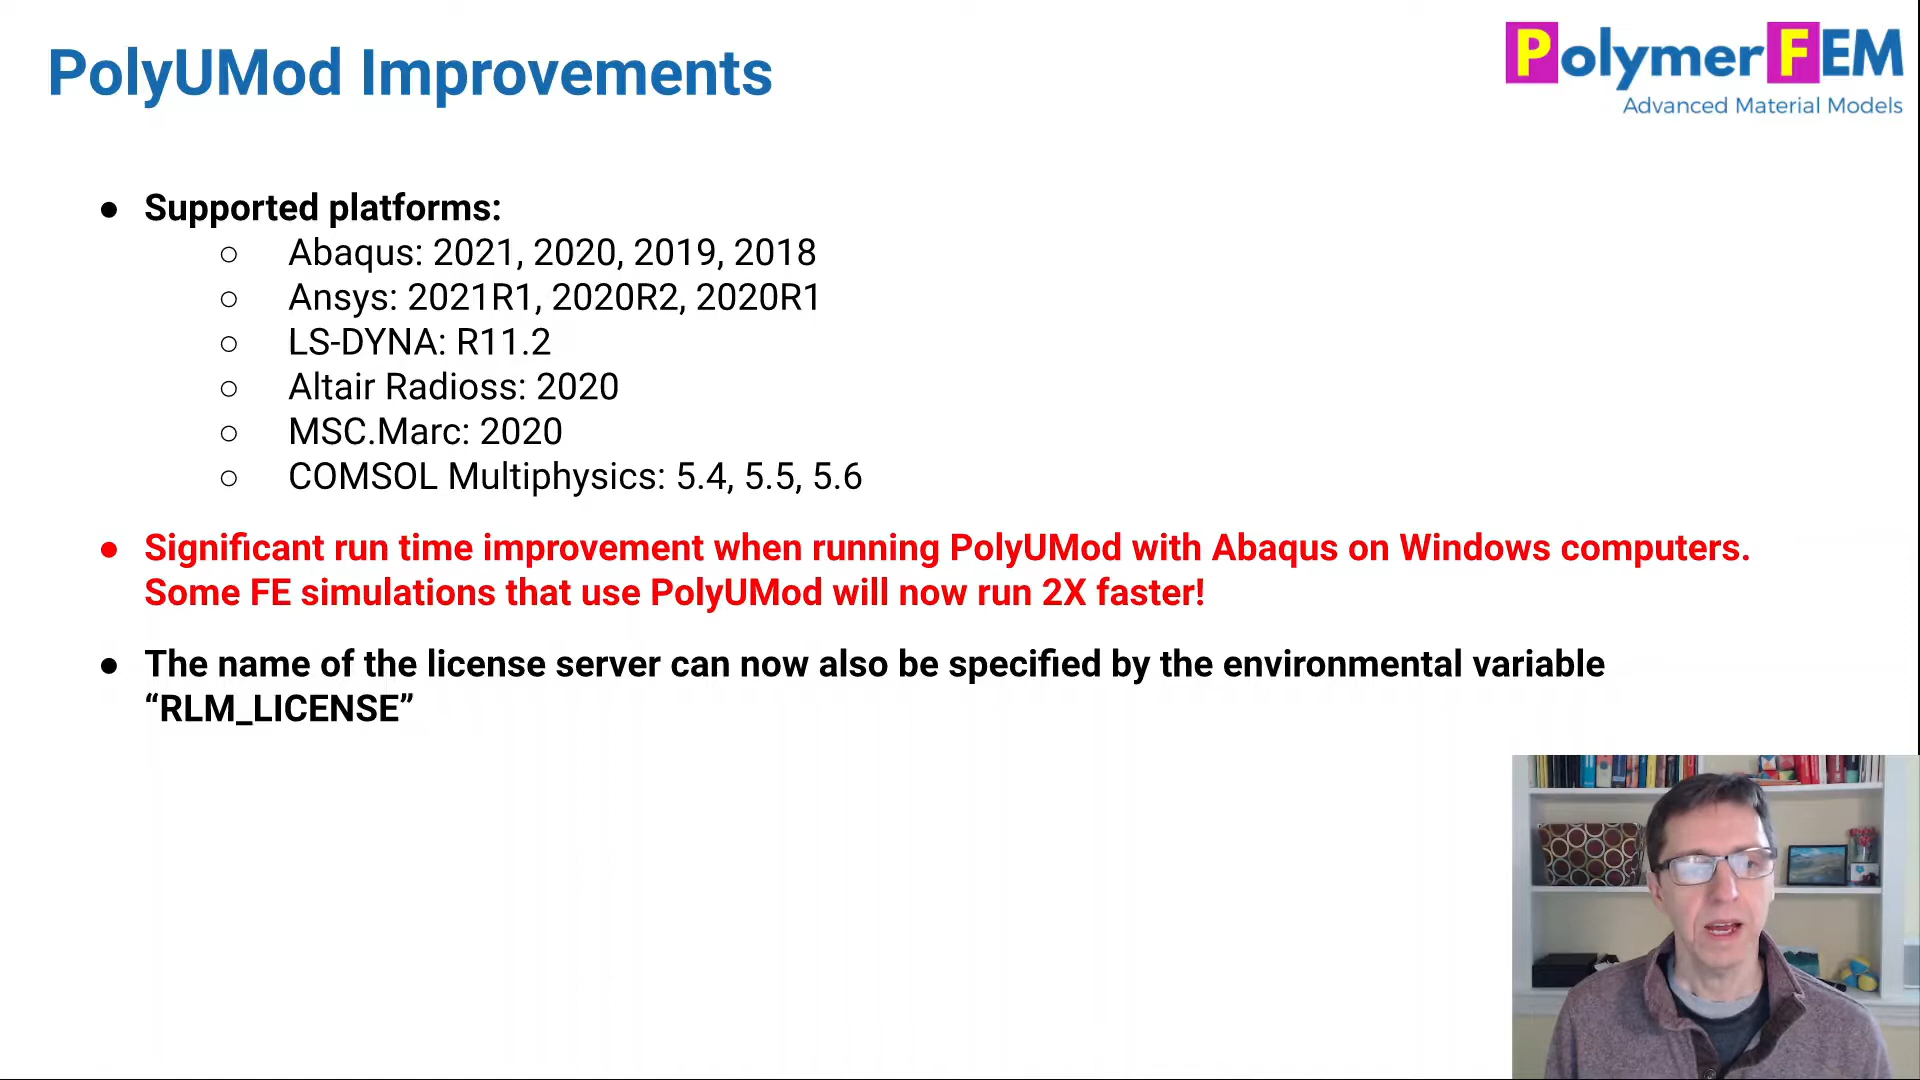 PolyUMod Improvements
PolymerFEM
Advanced Material Models
● Supported platforms:
○ Abaqus: 2021, 2020, 2019, 2018
○ Ansys: 2021R1, 2020R2, 2020R1
○ LS-DYNA: R11.2
○ Altair Radioss: 2020
○ MSC.Marc: 2020
○ COMSOL Multiphysics: 5.4, 5.5, 5.6
● Significant run time improvement when running PolyUMod with Abaqus on Windows computers.
Some FE simulations that use PolyUMod will now run 2X faster!
● The name of the license server can now also be specified by the environmental variable
“RLM_LICENSE”